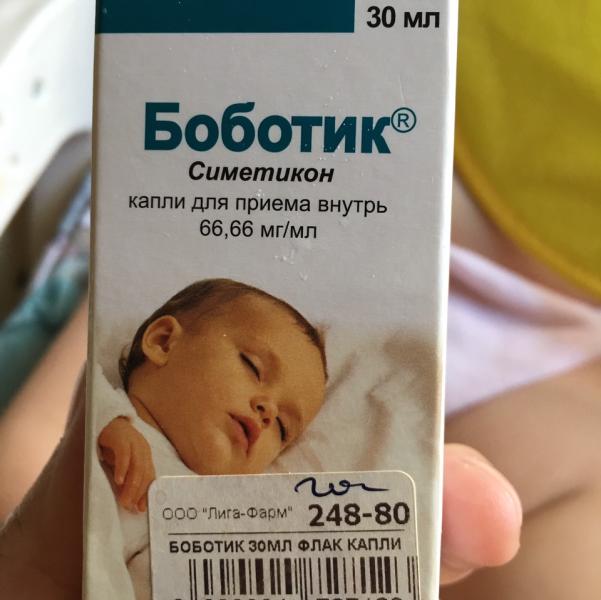 30 мл
Боботик®
Симетикон
капли для приема внутрь
66,66 мг/мл
ООО "Лига-Фарм" 248-80
БОБОТИК 30МЛ ФЛАК КАПЛИ